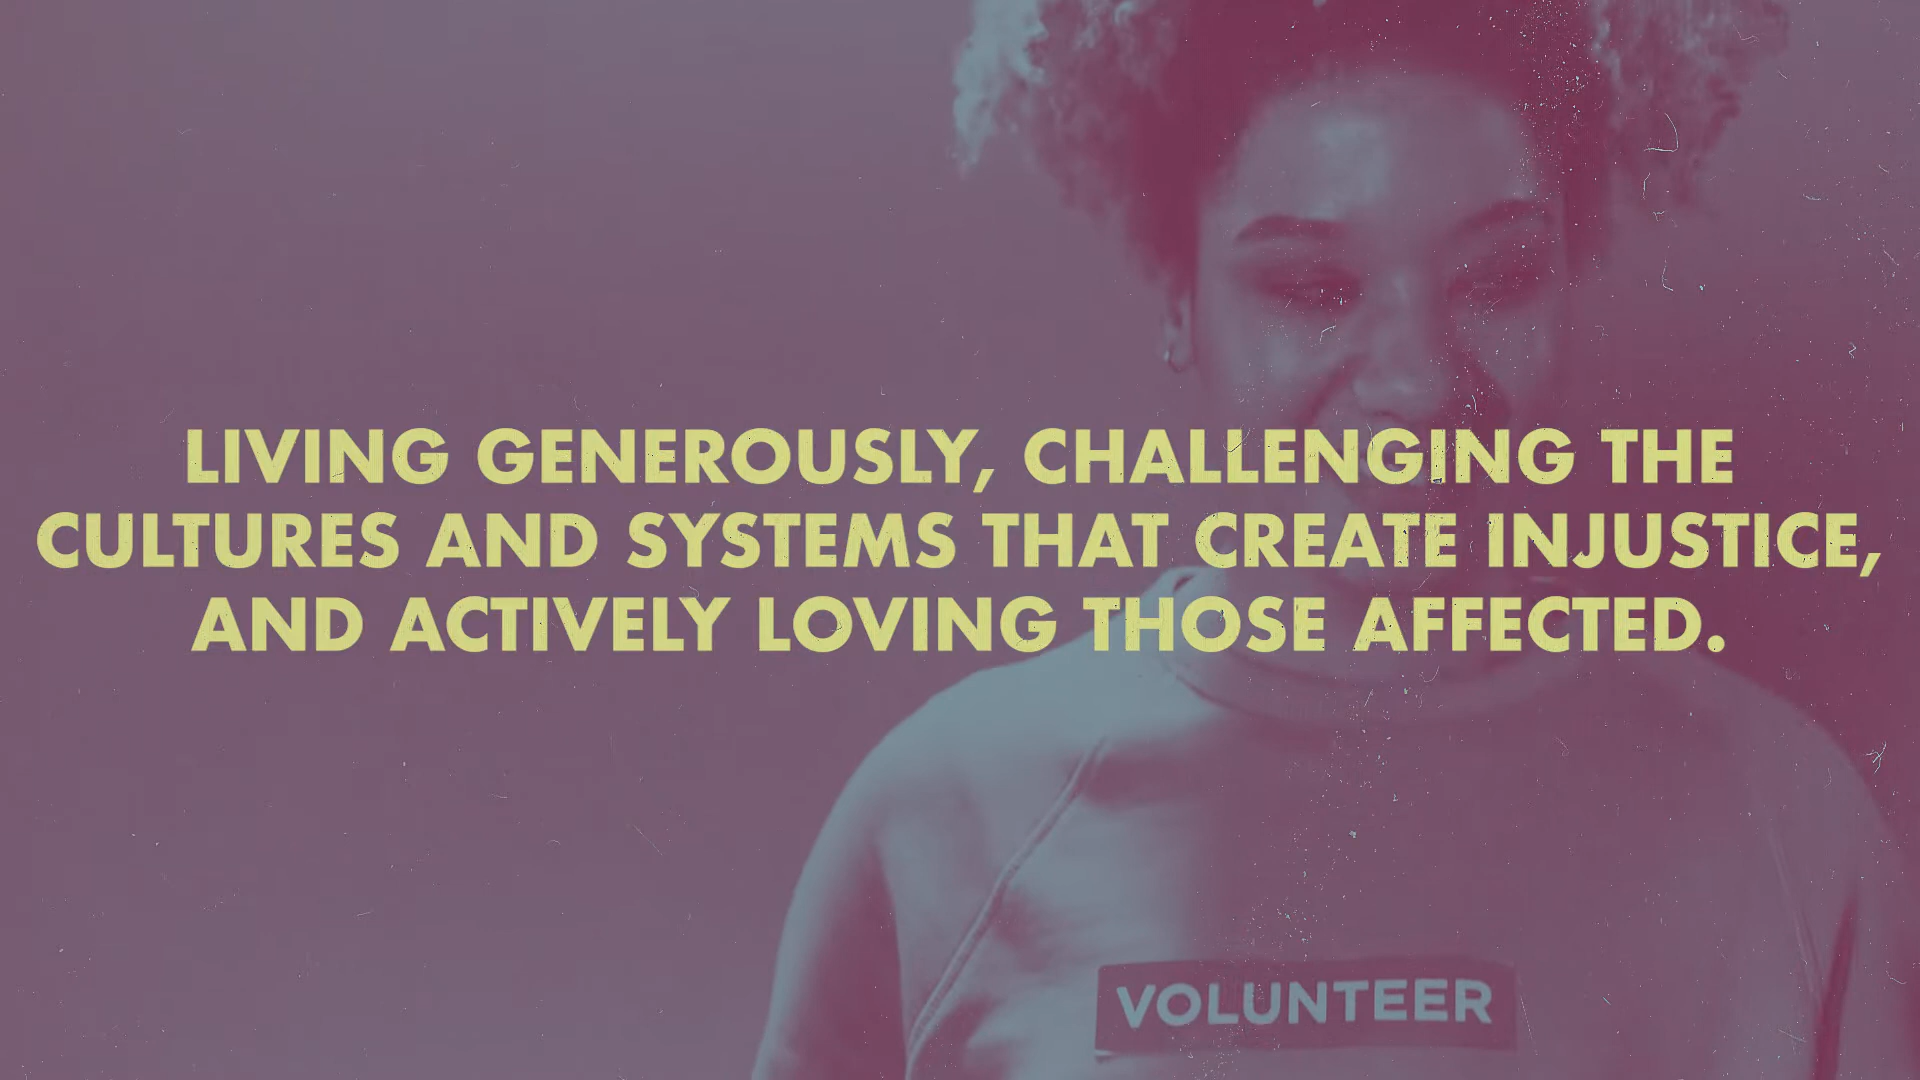 LIVING GENEROUSLY, CHALLENGING THE
CULTURES AND SYSTEMS THAT CREATE INJUSTICE,
AND ACTIVELY LOVING THOSE AFFECTED.
VOLUNTEER